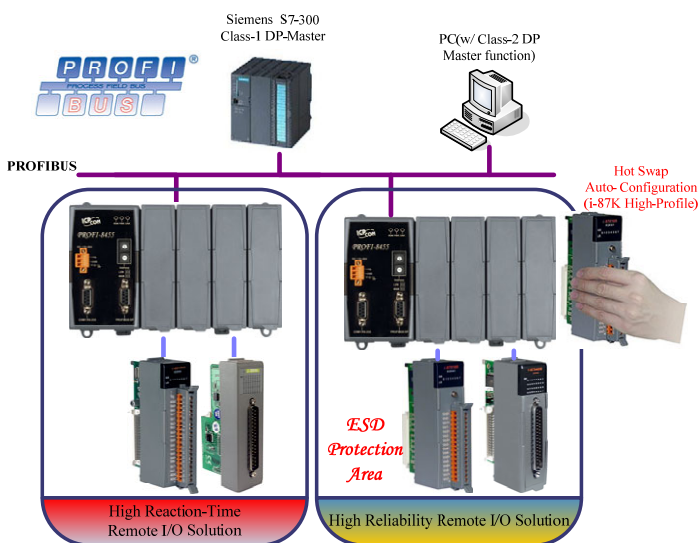 Siemens S7-300
Class-1 DP-Master
PC(w/ Class-2 DP
Master function)
PROFI®
PROCESS FIELD BUS
BUS
PROFIBUS
Hot Swap
Auto- Configuration
(i-87K High-Profile)
PROFI-8455
PROFI-8455
ESD
Protection
Area
High Reaction-Time
Remote I/O Solution
High Reliability Remote I/O Solution